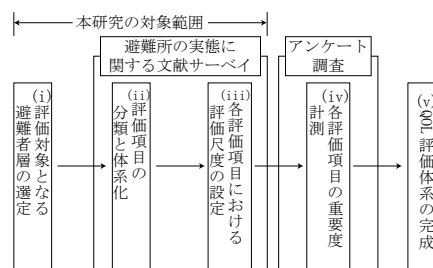 本研究の対象範囲
避難所の実態に
関する文献サーベイ
アンケート
調査
(i)
評価対象となる
避難者層の選定
(ii)
評価項目の
分類と体系化
(iii)
各評価項目における
評価尺度の設定
(iv)
各評価項目の重要度
計測
(v)
QOL評価体系の完成